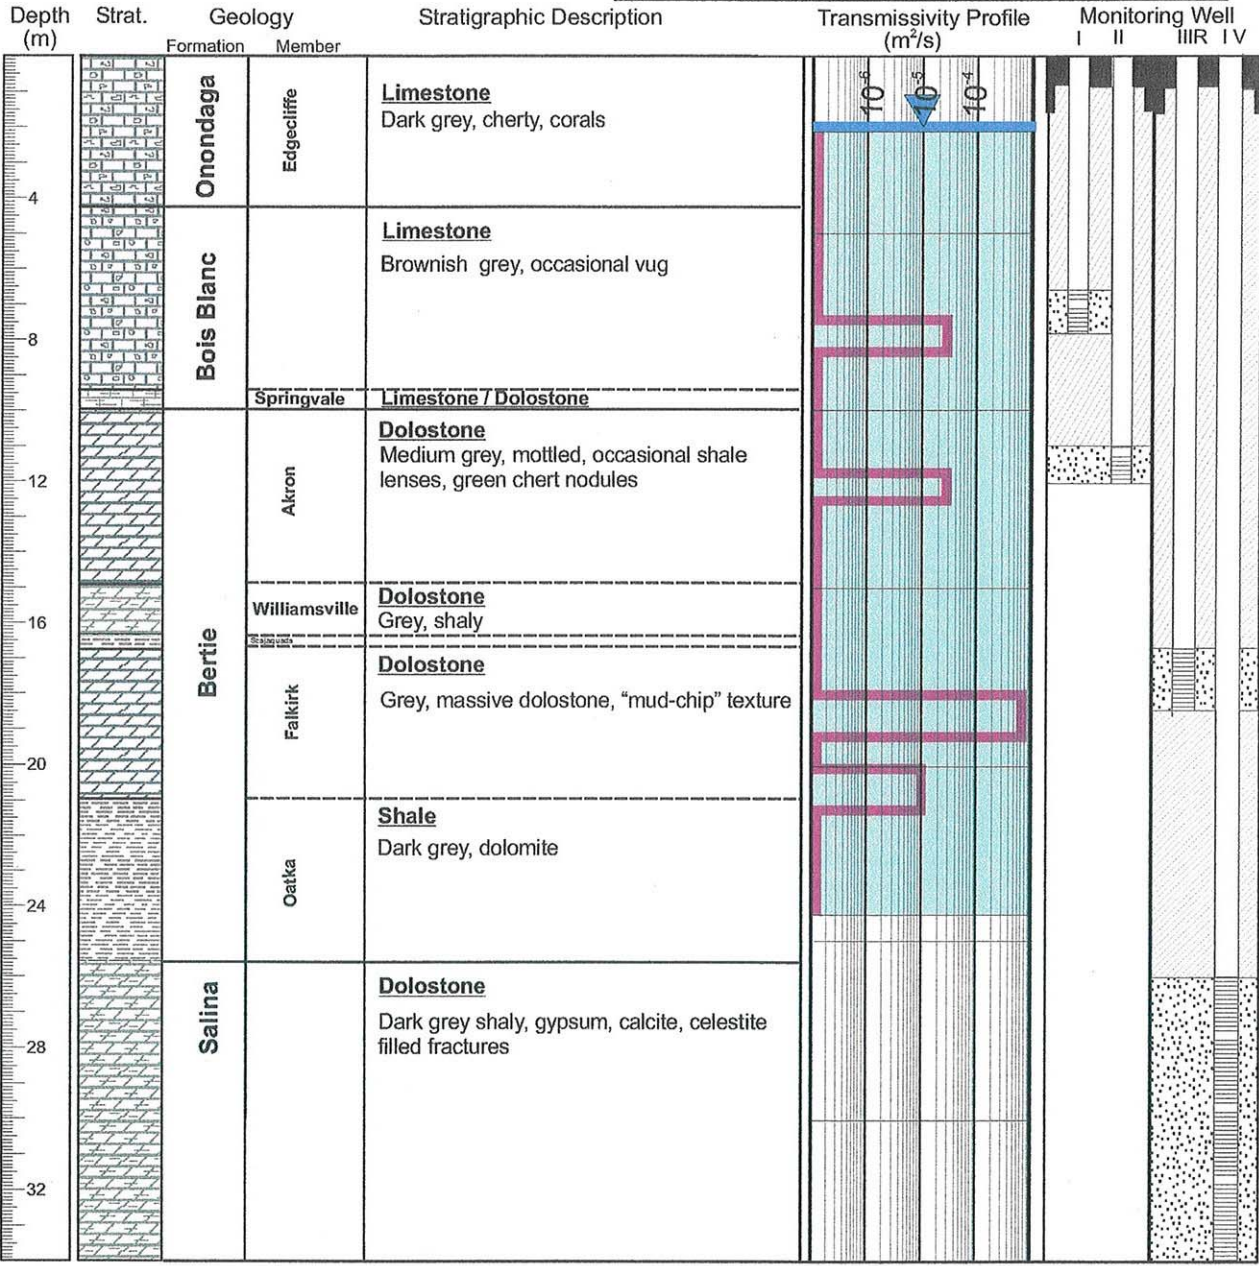 Depth
(m)
Strat.
Geology
Formation Member
Stratigraphic Description
Transmissivity Profile
(m²/s)
Monitoring Well
I II IIIR IV
10⁻⁶ 10⁻⁵ 10⁻⁴
Onondaga
Edgecliffe
Limestone
Dark grey, cherty, corals
4
Bois Blanc
Limestone
Brownish grey, occasional vug
8
Springvale
Limestone / Dolostone
Bertie
Akron
Dolostone
Medium grey, mottled, occasional shale
lenses, green chert nodules
12
Williamsville
Dolostone
Grey, shaly
16
Scajaquada
Falkirk
Dolostone
Grey, massive dolostone, “mud-chip” texture
20
Oatka
Shale
Dark grey, dolomite
24
Salina
Dolostone
Dark grey shaly, gypsum, calcite, celestite
filled fractures
28
32